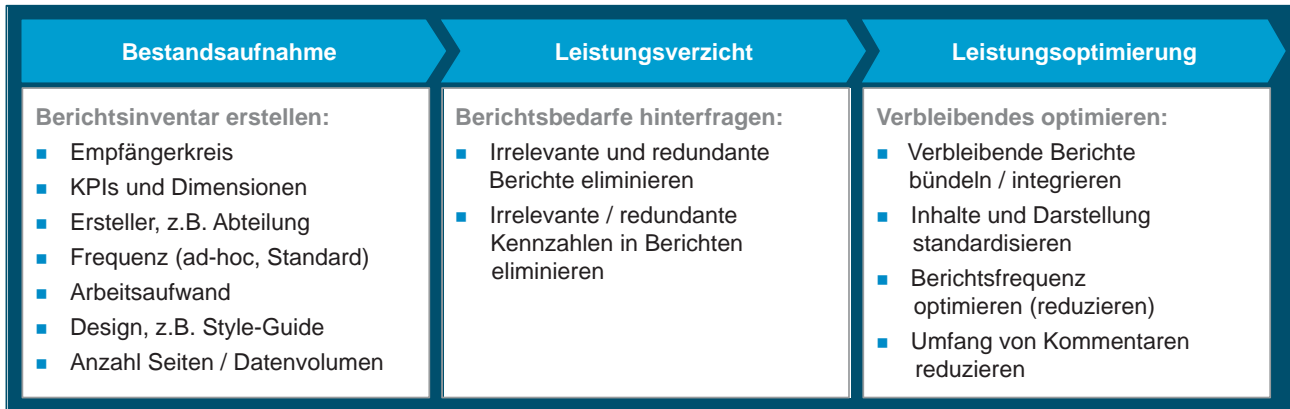 Bestandsaufnahme
Leistungsverzicht
Leistungsoptimierung
Berichtsinventar erstellen:
Empfängerkreis
KPIs und Dimensionen
Ersteller, z.B. Abteilung
Frequenz (ad-hoc, Standard)
Arbeitsaufwand
Design, z.B. Style-Guide
Anzahl Seiten / Datenvolumen
Berichtsbedarfe hinterfragen:
Irrelevante und redundante
Berichte eliminieren
Irrelevante / redundante
Kennzahlen in Berichten
eliminieren
Verbleibendes optimieren:
Verbleibende Berichte
bündeln / integrieren
Inhalte und Darstellung
standardisieren
Berichtsfrequenz
optimieren (reduzieren)
Umfang von Kommentaren
reduzieren